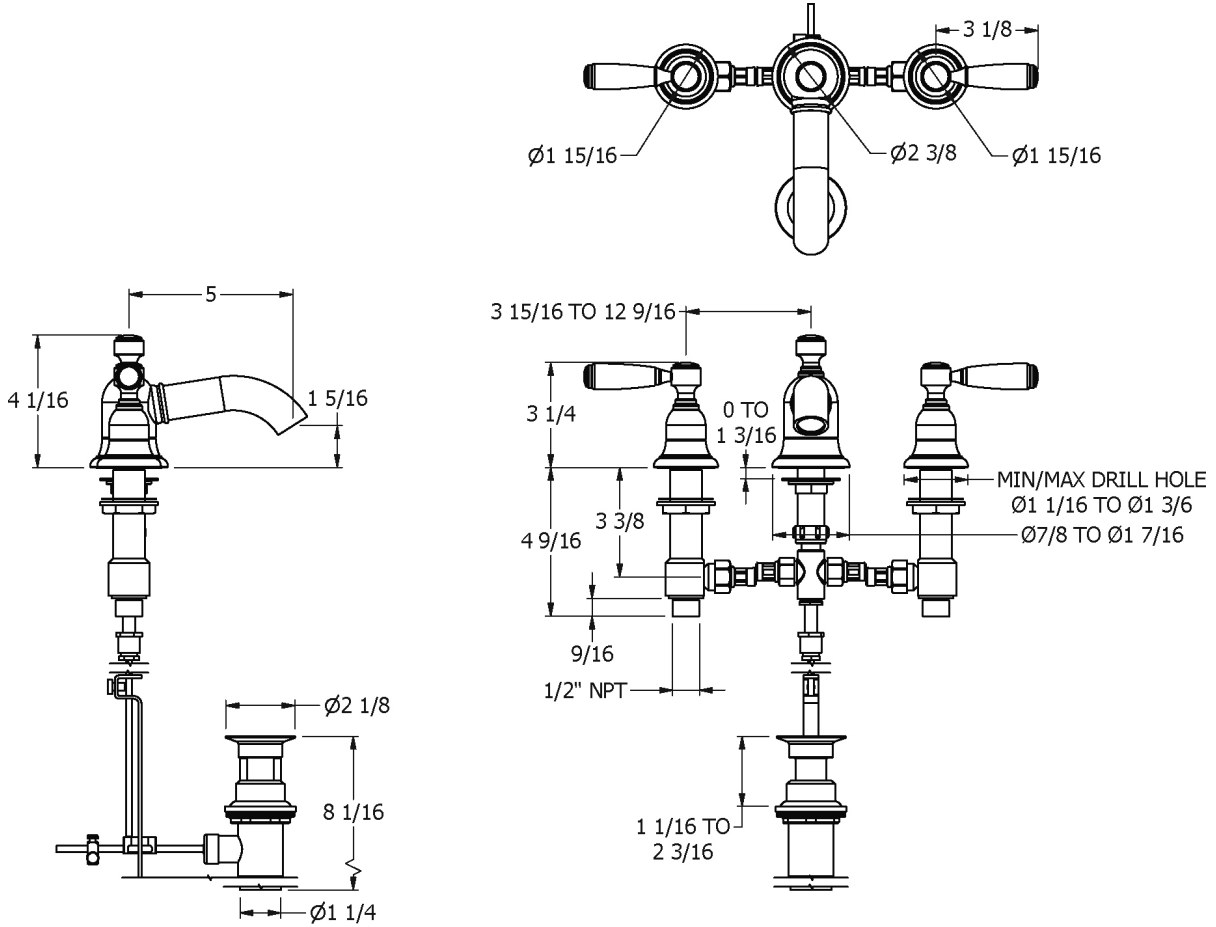 3 1/8
Ø1 15/16
Ø2 3/8
Ø1 15/16
5
3 15/16 TO 12 9/16
4 1/16
1 5/16
3 1/4
0 TO
1 3/16
MIN/MAX DRILL HOLE
Ø1 1/16 TO Ø1 3/6
Ø7/8 TO Ø1 7/16
3 3/8
4 9/16
9/16
1/2" NPT
Ø2 1/8
8 1/16
1 1/16 TO
2 3/16
Ø1 1/4